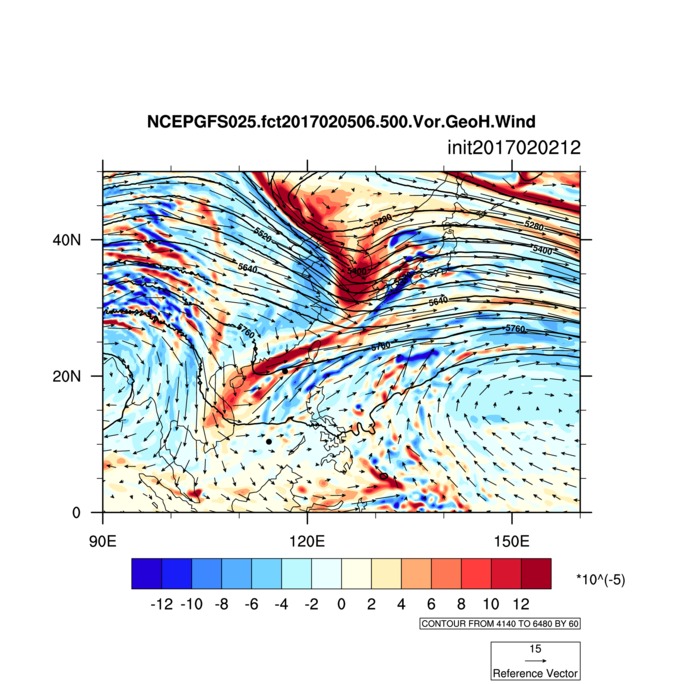 NCEPGFS025.fct2017020506.500.Vor.GeoH.Wind
init2017020212
40N
20N
0
90E
120E
150E
5520
5640
5760
5280
5400
5640
5760
5760
-12 -10 -8 -6 -4 -2 0 2 4 6 8 10 12
*10^(-5)
CONTOUR FROM 4140 TO 6480 BY 60
15
Reference Vector